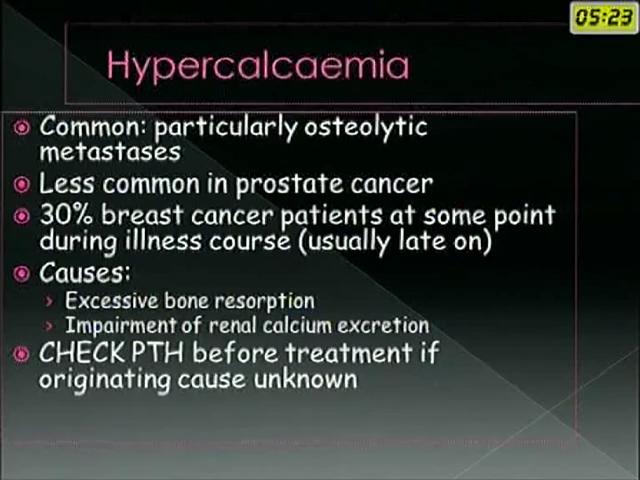 05:23
Hypercalcaemia
Common: particularly osteolytic
metastases
Less common in prostate cancer
30% breast cancer patients at some point
during illness course (usually late on)
Causes:
Excessive bone resorption
Impairment of renal calcium excretion
CHECK PTH before treatment if
originating cause unknown